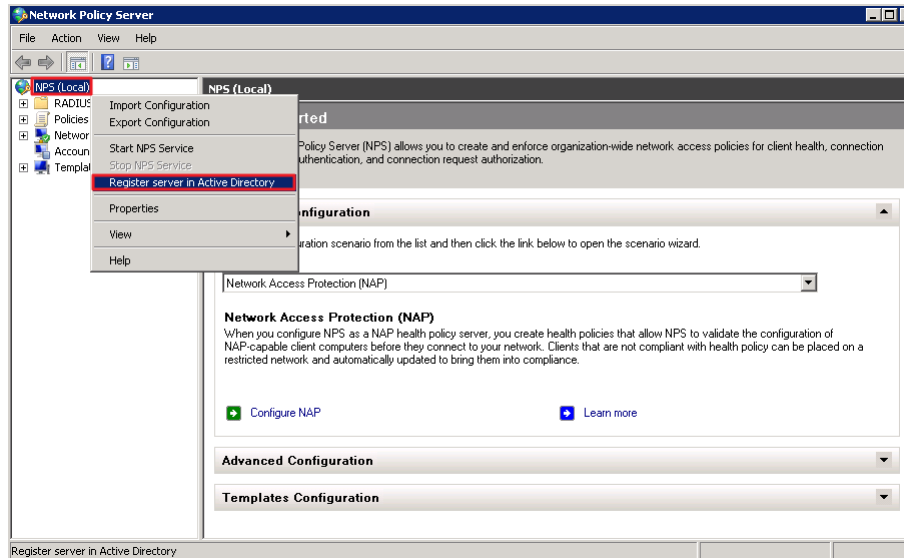 Network Policy Server
File Action View Help
NPS (Local)
RADIUS
Policies
Networ
Accoun
Templat
Import Configuration
Export Configuration
Start NPS Service
Stop NPS Service
Register server in Active Directory
Properties
View
Help
NPS (Local)
rted
Policy Server (NPS) allows you to create and enforce organization-wide network access policies for client health, connection
uthentication, and connection request authorization.
nfiguration
uration scenario from the list and then click the link below to open the scenario wizard.
Network Access Protection (NAP)
Network Access Protection (NAP)
When you configure NPS as a NAP health policy server, you create health policies that allow NPS to validate the configuration of
NAP-capable client computers before they connect to your network. Clients that are not compliant with health policy can be placed on a
restricted network and automatically updated to bring them into compliance.
Configure NAP
Learn more
Advanced Configuration
Templates Configuration
Register server in Active Directory